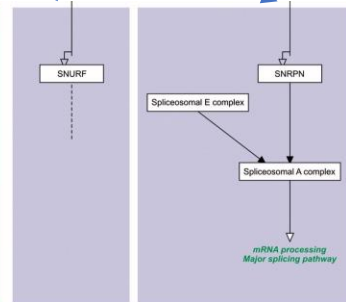 SNURF
SNRPN
Spliceosomal E complex
Spliceosomal A complex
mRNA processing
Major splicing pathway